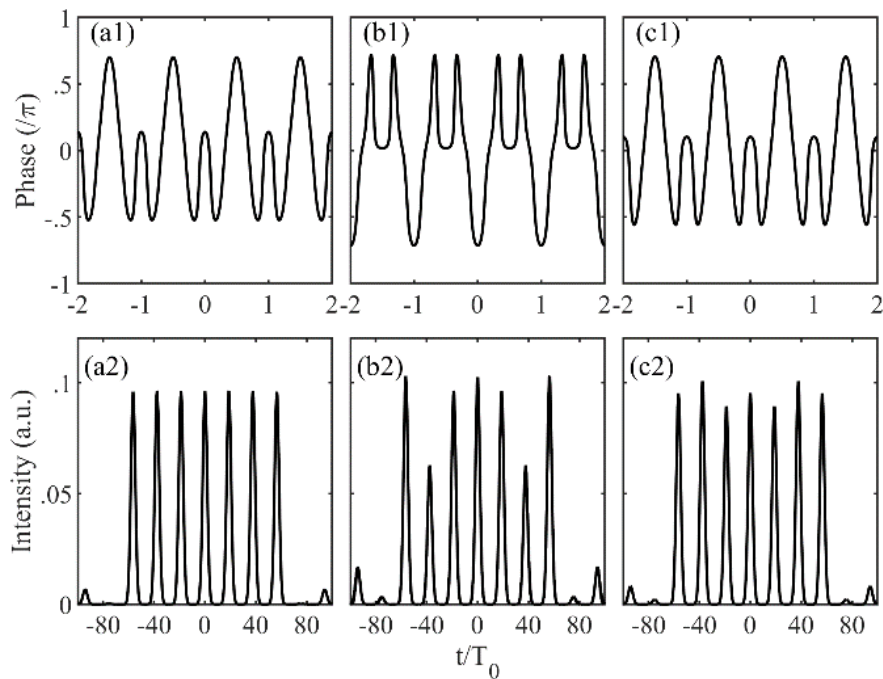 (a1) (b1) (c1)
1
.5
0
-.5
-1
Phase (/π)
-2 -1 0 1 2 -2 -1 0 1 2 -2 -1 0 1 2
(a2) (b2) (c2)
.1
.05
0
Intensity (a.u.)
-80 -40 0 40 80 -80 -40 0 40 80 -80 -40 0 40 80
t/T0